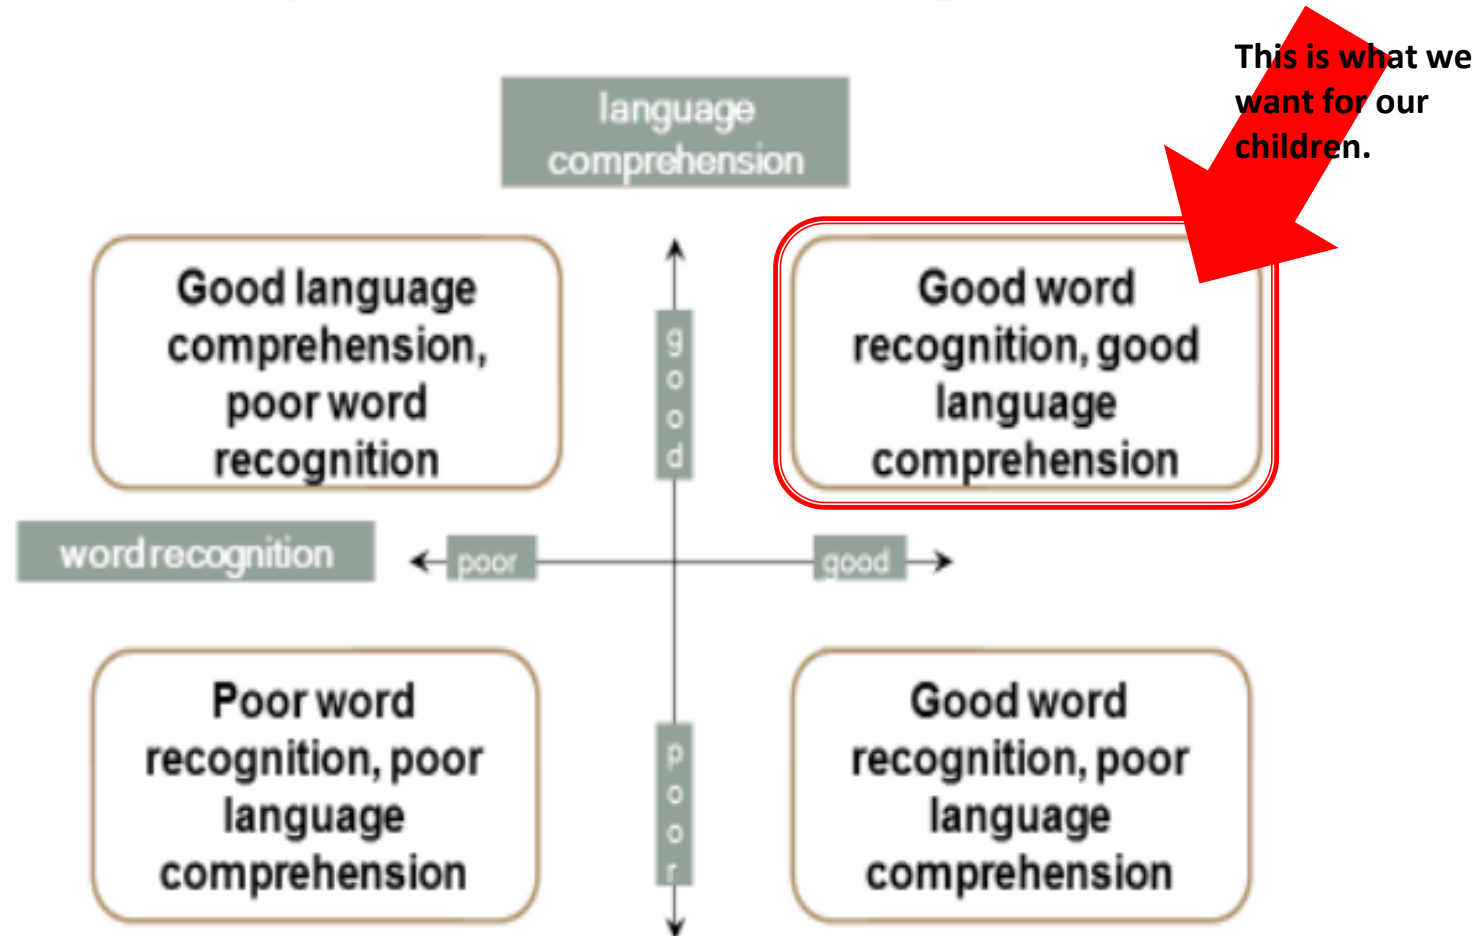 This is what we
want for our
children.
language
comprehension
Good language
comprehension,
poor word
recognition
good
Good word
recognition, good
language
comprehension
word recognition
poor
good
Poor word
recognition, poor
language
comprehension
poor
Good word
recognition, poor
language
comprehension